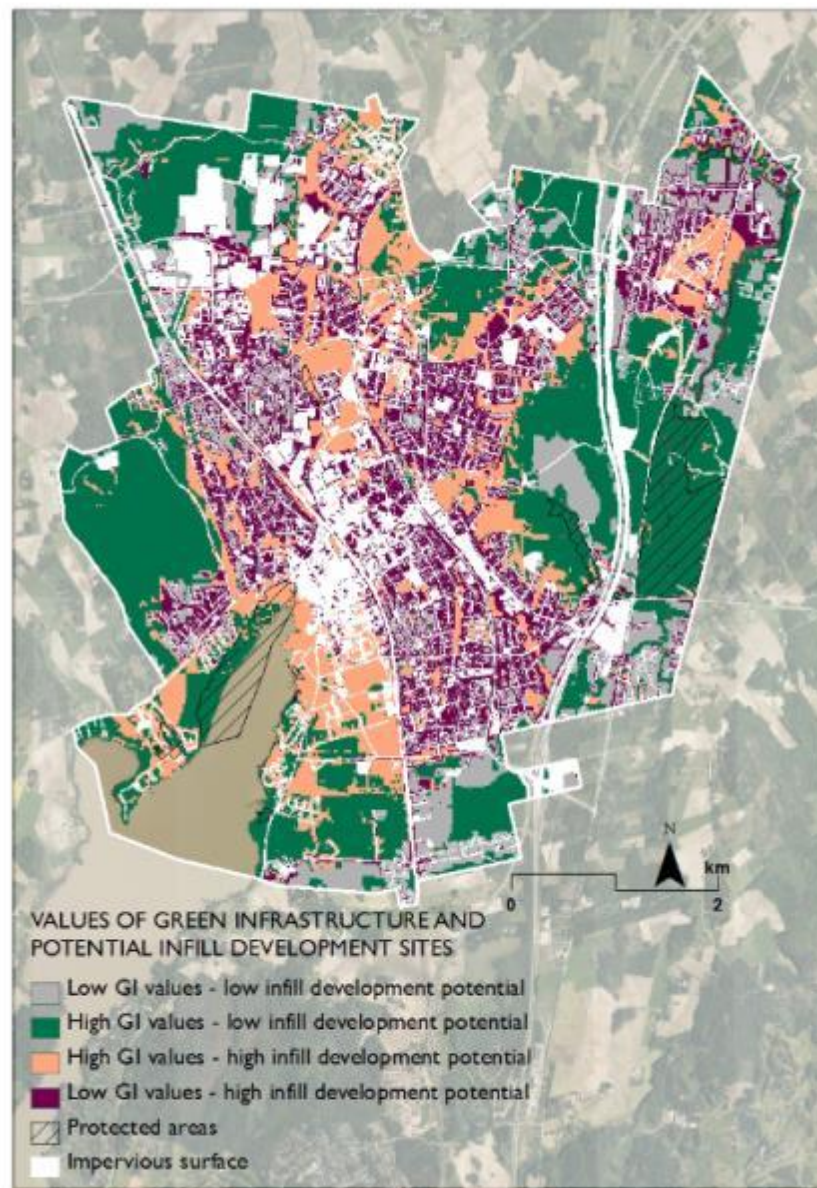 N
km
0 2
VALUES OF GREEN INFRASTRUCTURE AND
POTENTIAL INFILL DEVELOPMENT SITES
Low GI values - low infill development potential
High GI values - low infill development potential
High GI values - high infill development potential
Low GI values - high infill development potential
Protected areas
Impervious surface